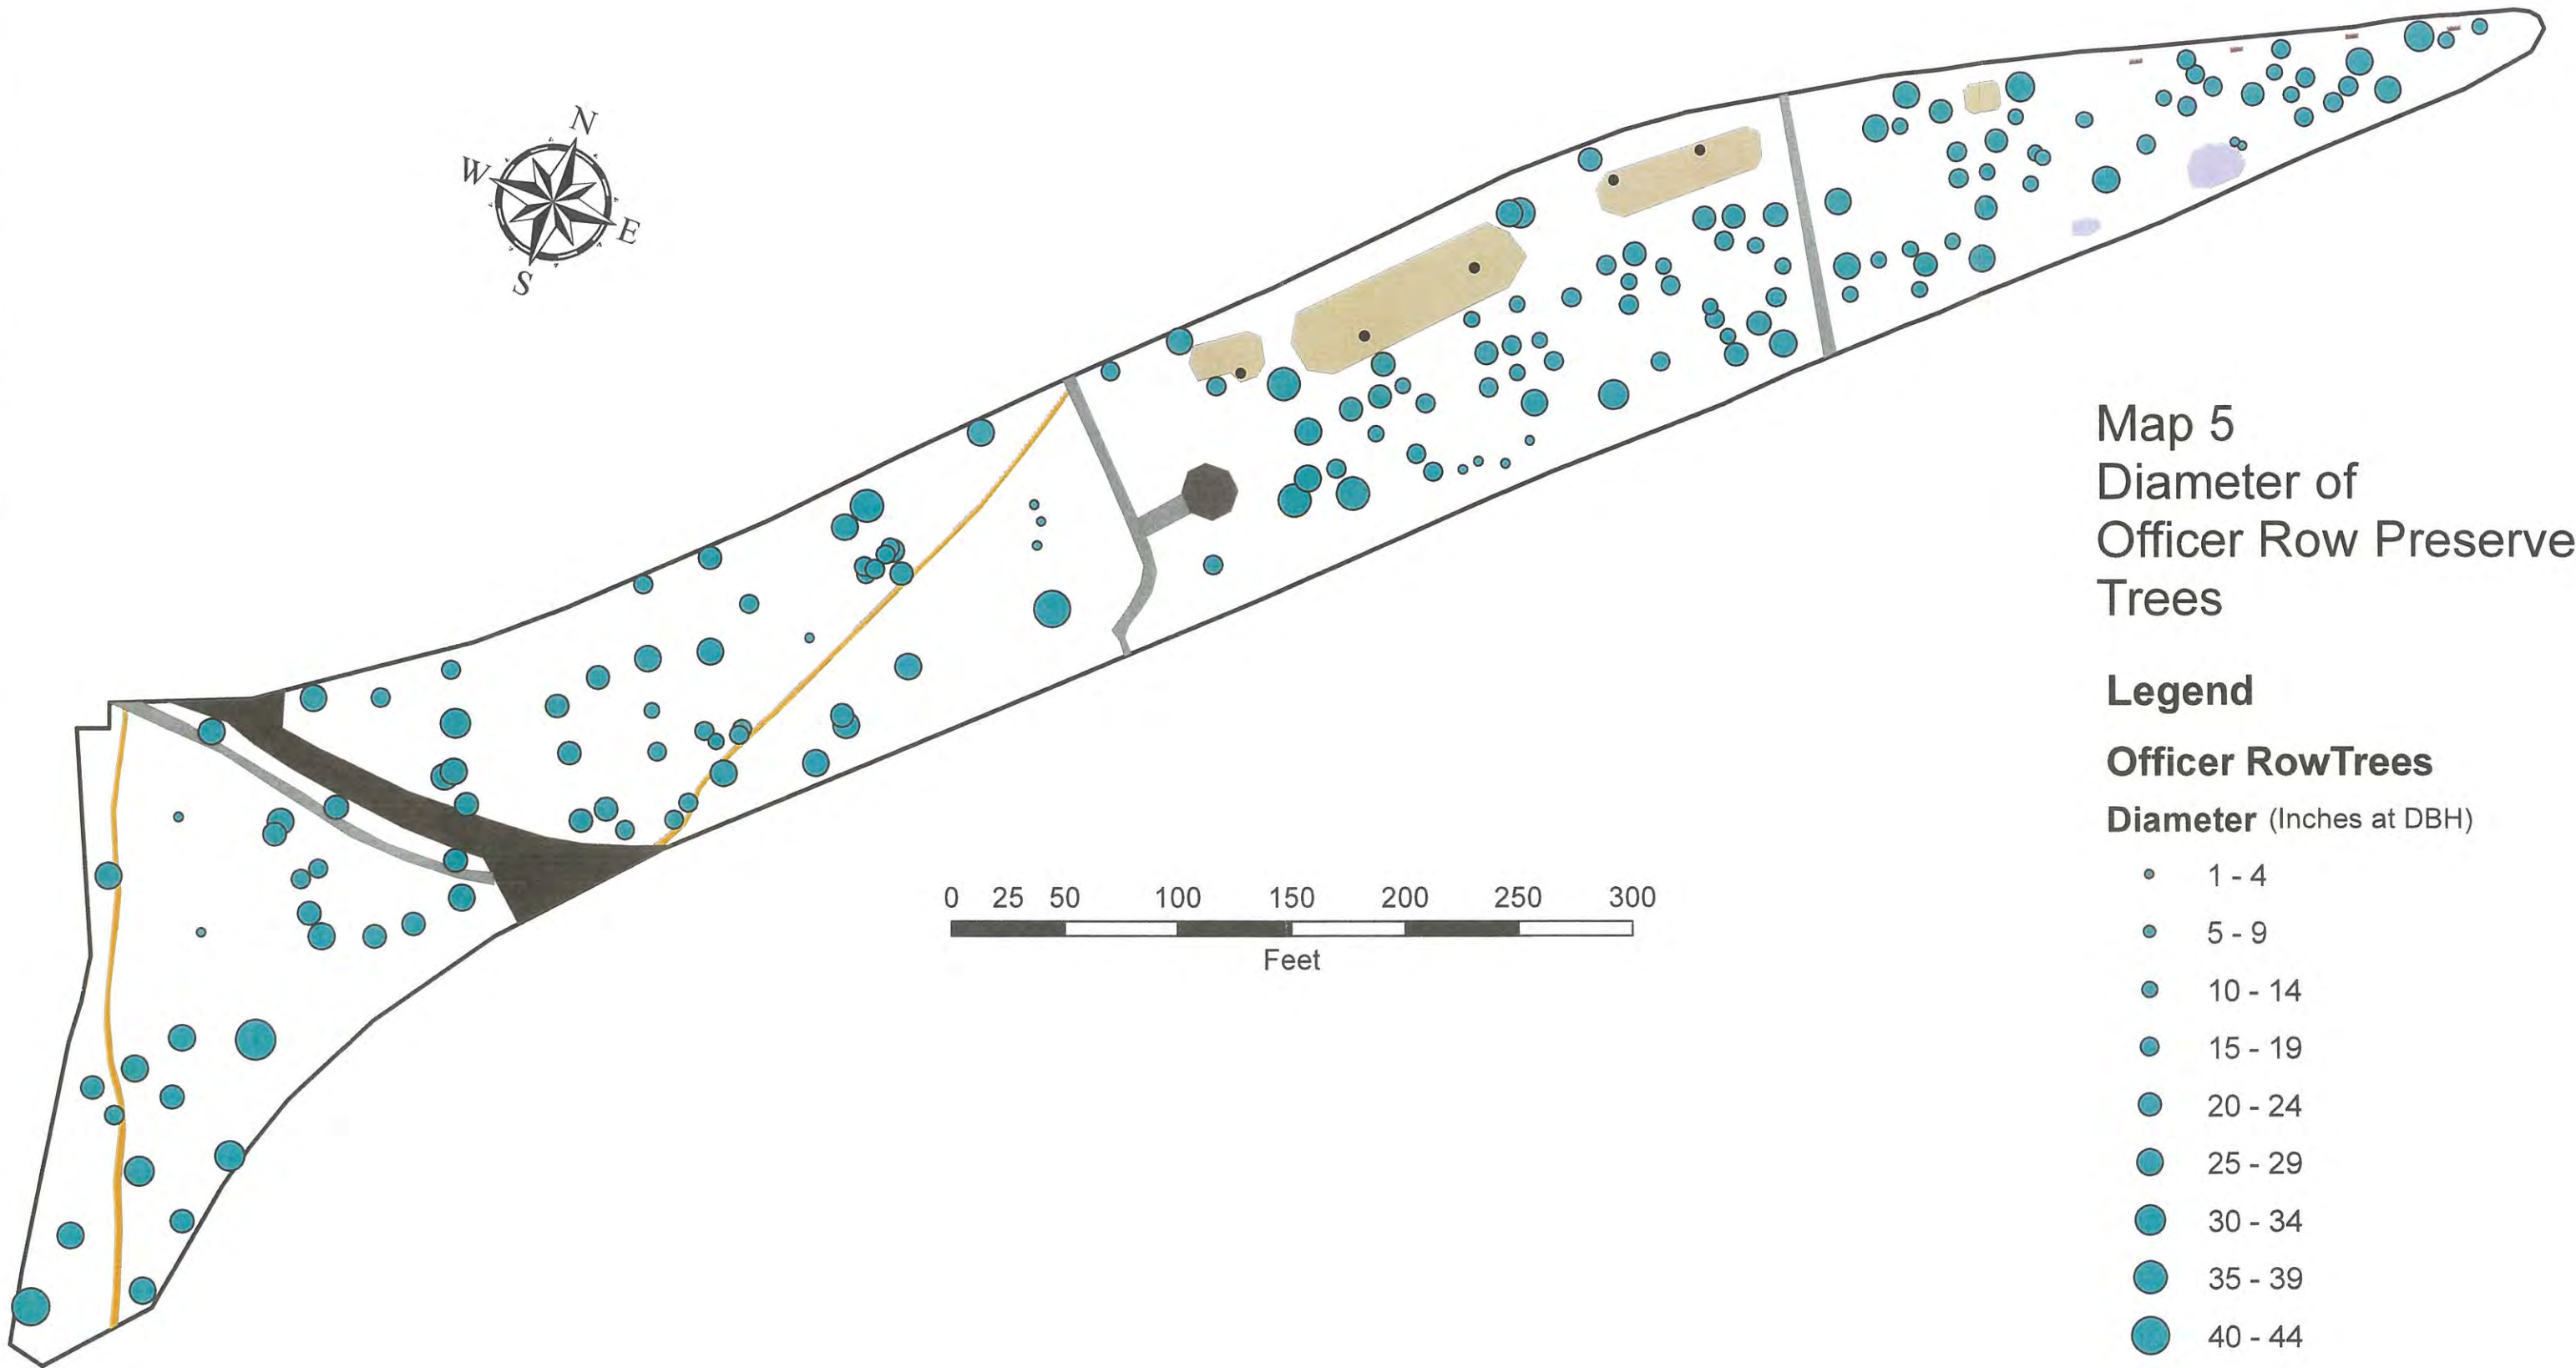 N
W
E
S
Map 5
Diameter of
Officer Row Preserve
Trees
Legend
Officer RowTrees
Diameter (Inches at DBH)
1 - 4
5 - 9
10 - 14
15 - 19
20 - 24
25 - 29
30 - 34
35 - 39
40 - 44
0 25 50 100 150 200 250 300
Feet